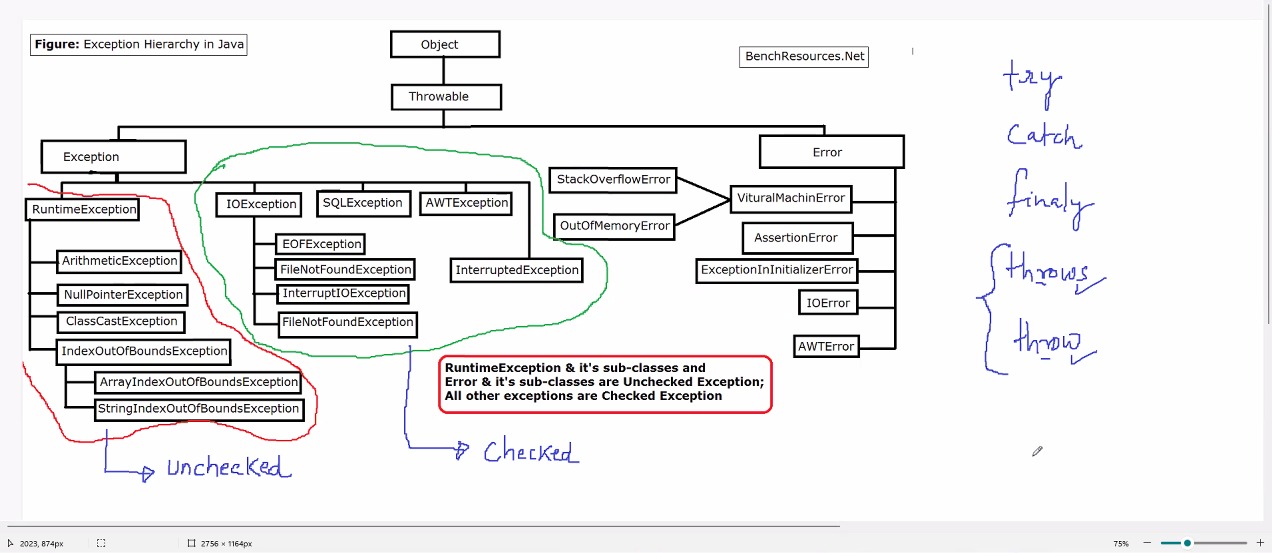 Figure: Exception Hierarchy in Java
Object
BenchResources.Net
Throwable
Exception
Error
RuntimeException
IOException
SQLException
AWTException
StackOverflowError
VituralMachinError
OutOfMemoryError
AssertionError
EOFException
ArithmeticException
FileNotFoundException
InterruptedException
ExceptionInInitializerError
NullPointerException
InterruptIOException
IOError
ClassCastException
FileNotFoundException
AWTError
IndexOutOfBoundsException
ArrayIndexOutOfBoundsException
StringIndexOutOfBoundsException
RuntimeException & it's sub-classes and
Error & it's sub-classes are Unchecked Exception;
All other exceptions are Checked Exception
Unchecked
Checked
try
Catch
finaly
throws
throw
2023, 874px
2756 × 1164px
75%